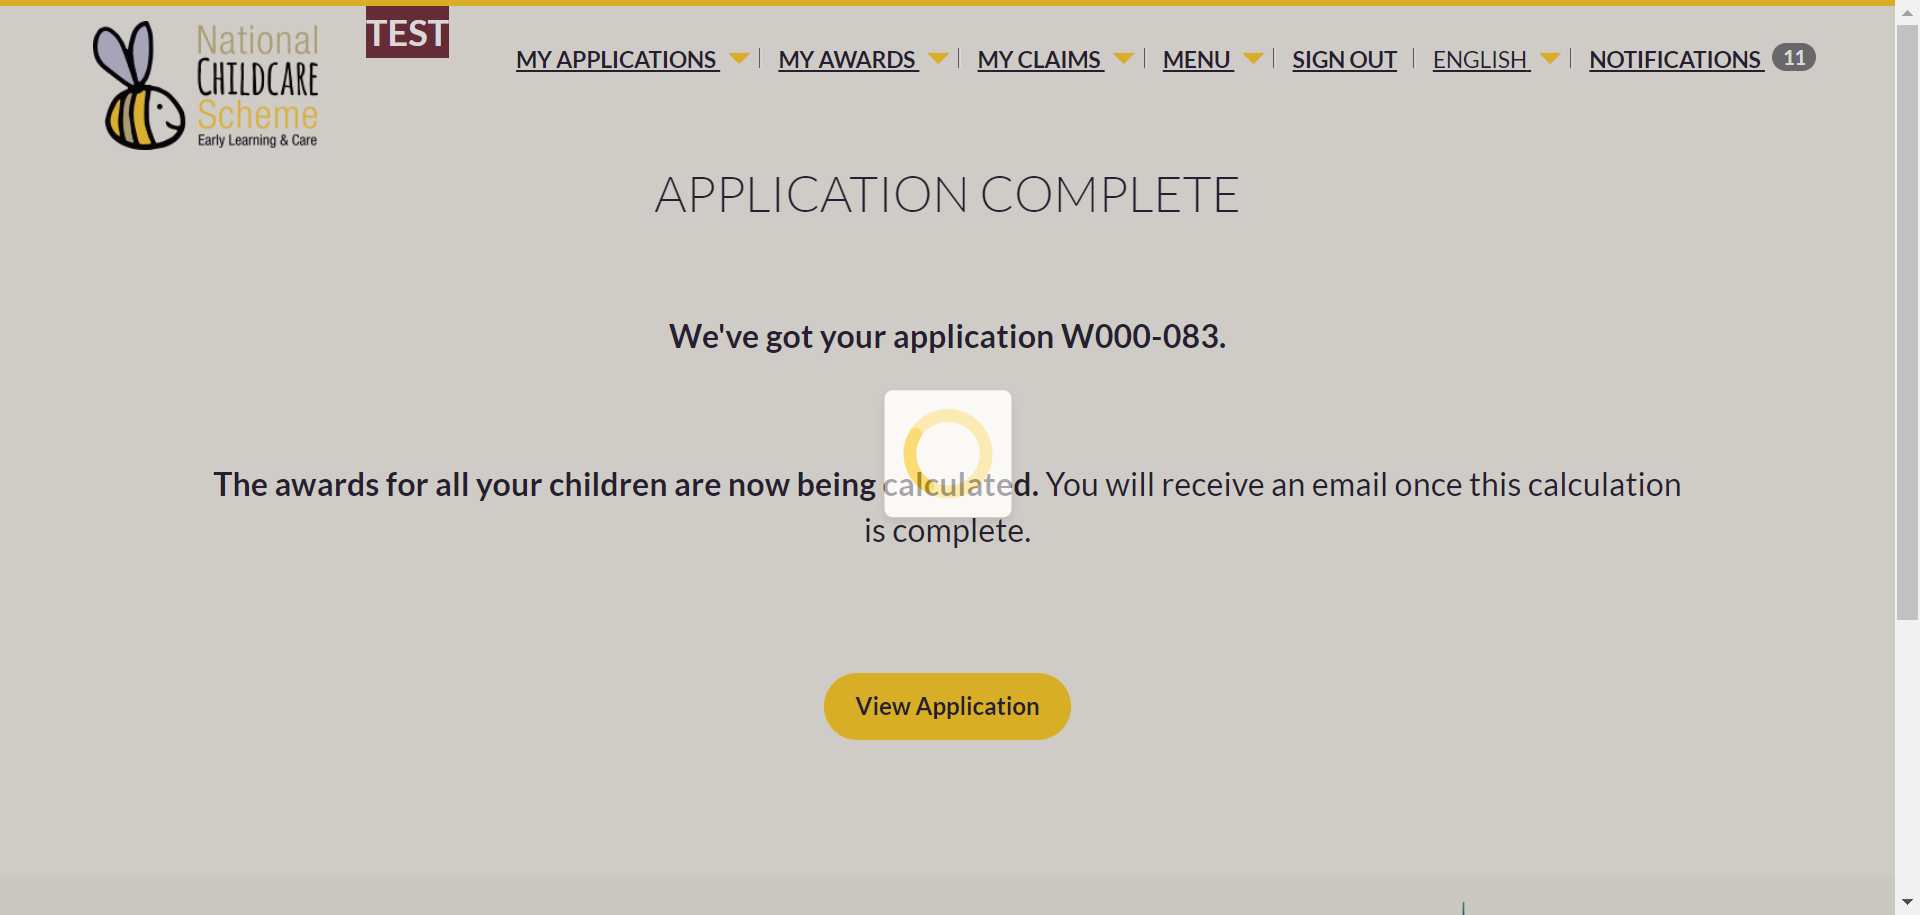 National
CHILDCARE
Scheme
Early Learning & Care
TEST
MY APPLICATIONS MY AWARDS MY CLAIMS MENU SIGN OUT ENGLISH NOTIFICATIONS 11
APPLICATION COMPLETE
We've got your application W000-083.
The awards for all your children are now being calculated. You will receive an email once this calculation
is complete.
View Application